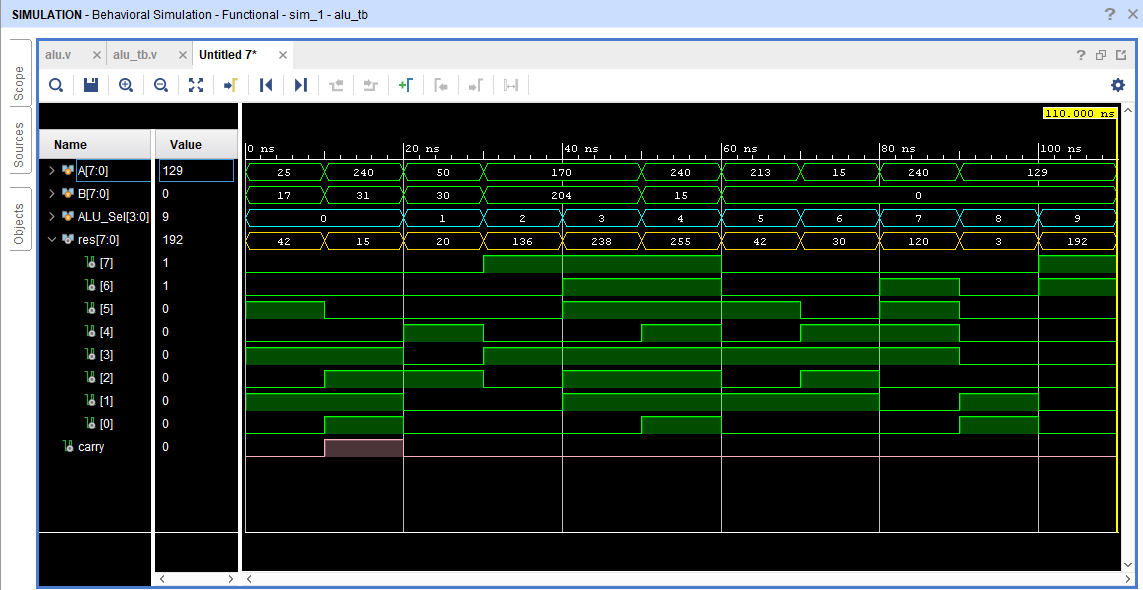 SIMULATION - Behavioral Simulation - Functional - sim_1 - alu_tb
? ×
Scope
Sources
Objects
alu.v × alu_tb.v × Untitled 7* ×
?
110.000 ns
Name Value
0 ns 20 ns 40 ns 60 ns 80 ns 100 ns
A[7:0] 129 25 240 50 170 240 213 15 240 129
B[7:0] 0 17 31 30 204 15 0
ALU_Sel[3:0] 9 0 1 2 3 4 5 6 7 8 9
res[7:0] 192 42 15 20 136 238 255 42 30 120 3 192
[7] 1
[6] 1
[5] 0
[4] 0
[3] 0
[2] 0
[1] 0
[0] 0
carry 0